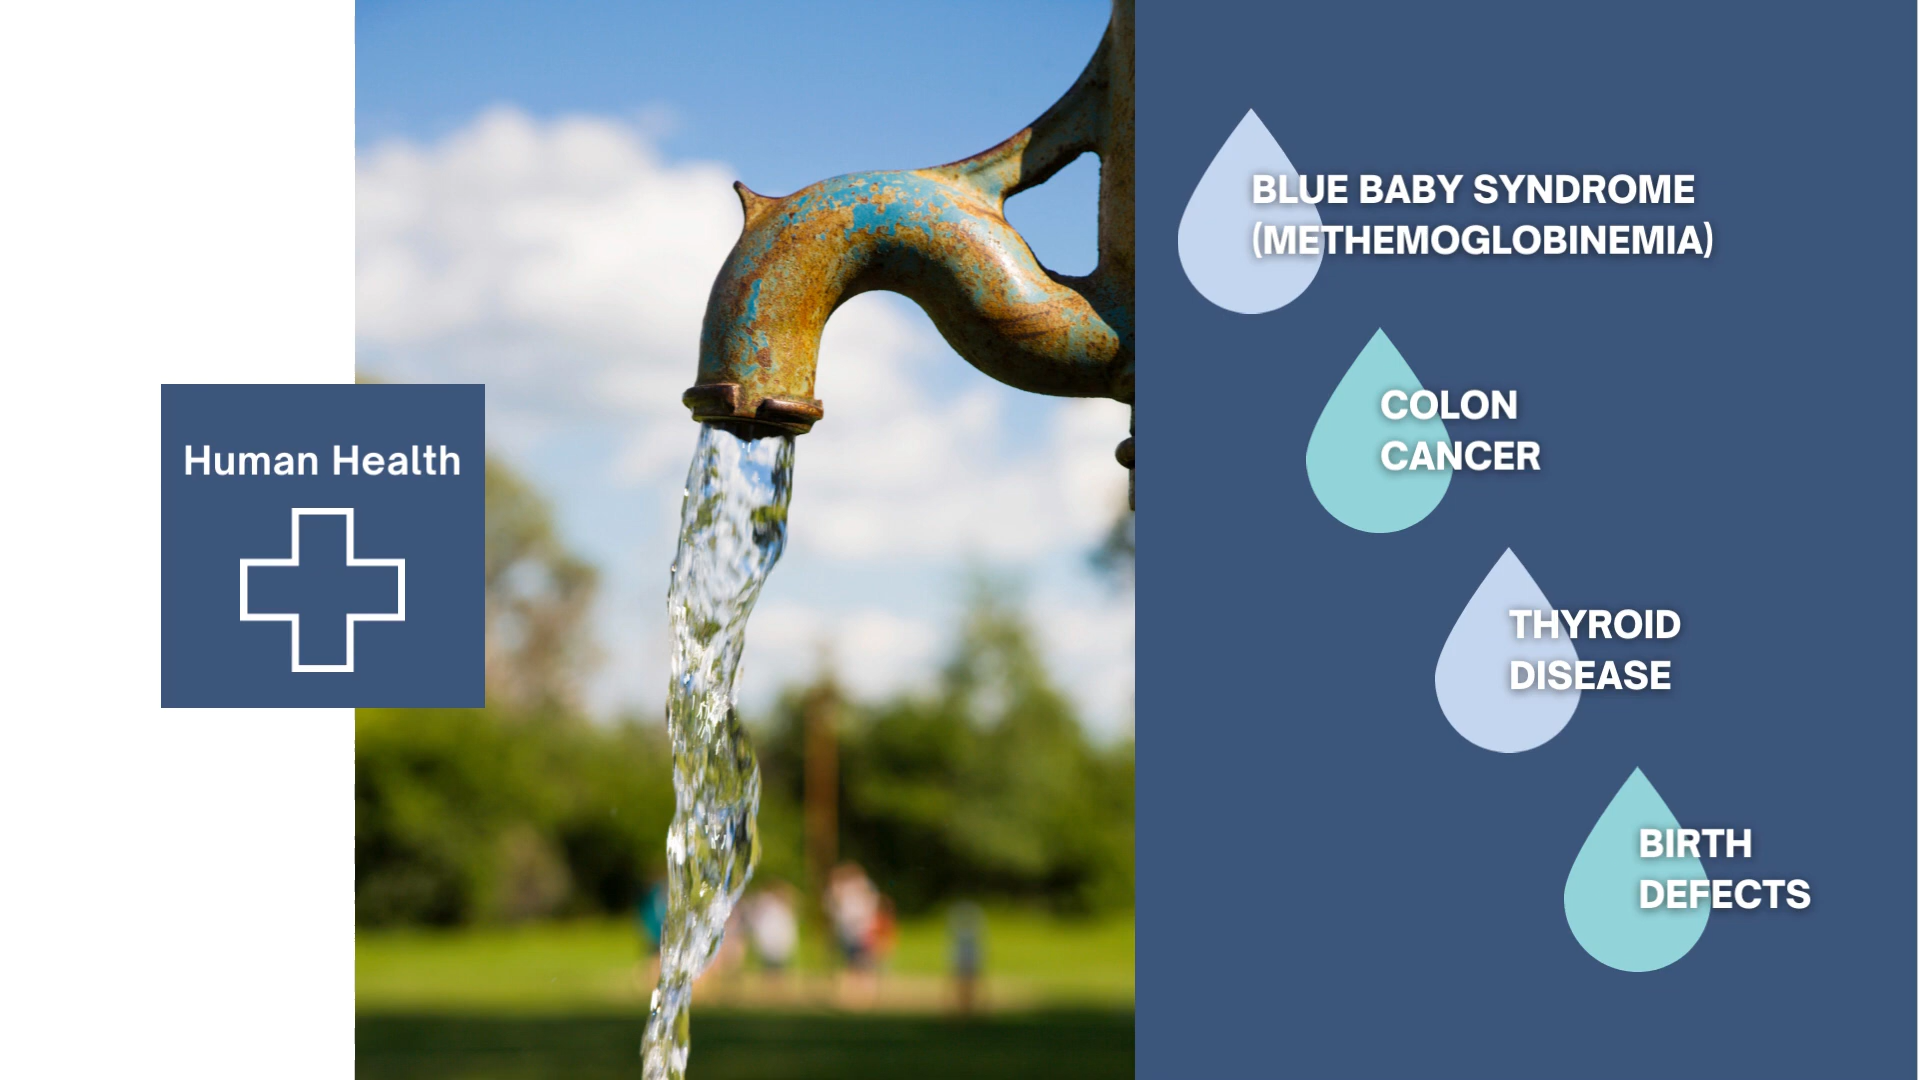 Human Health
BLUE BABY SYNDROME
(METHEMOGLOBINEMIA)
COLON
CANCER
THYROID
DISEASE
BIRTH
DEFECTS